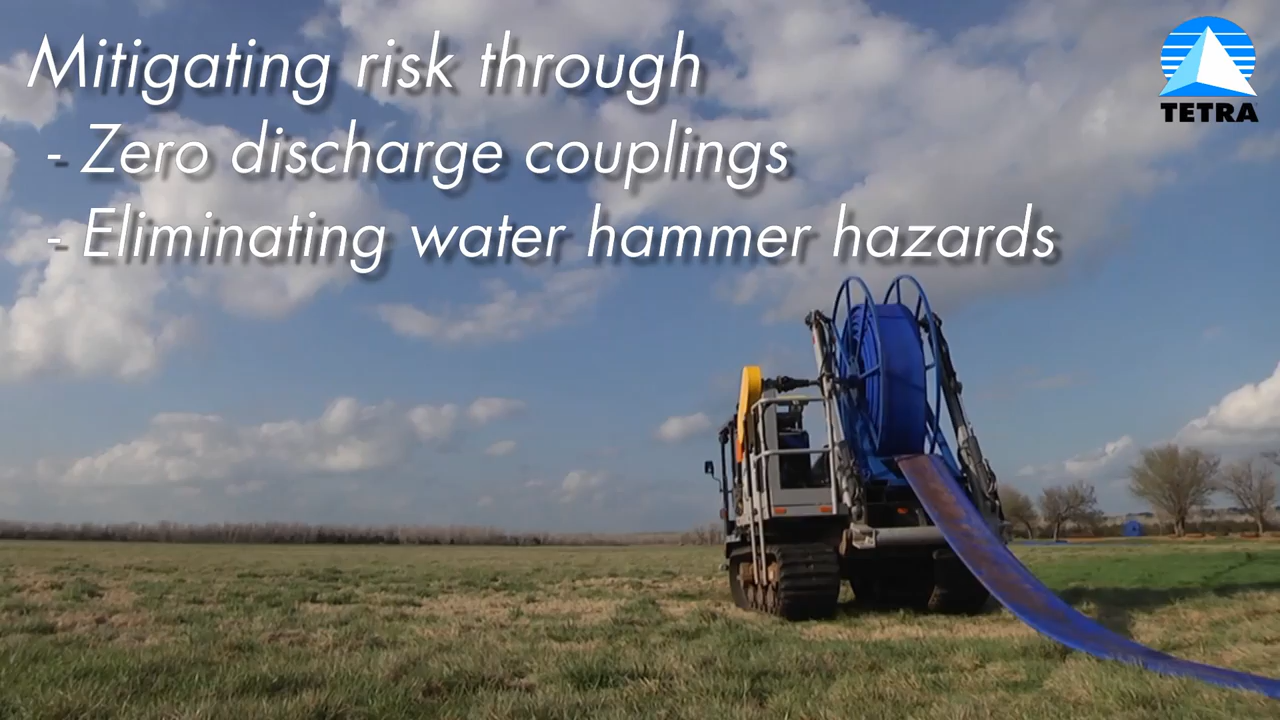 Mitigating risk through
- Zero discharge couplings
- Eliminating water hammer hazards
TETRA